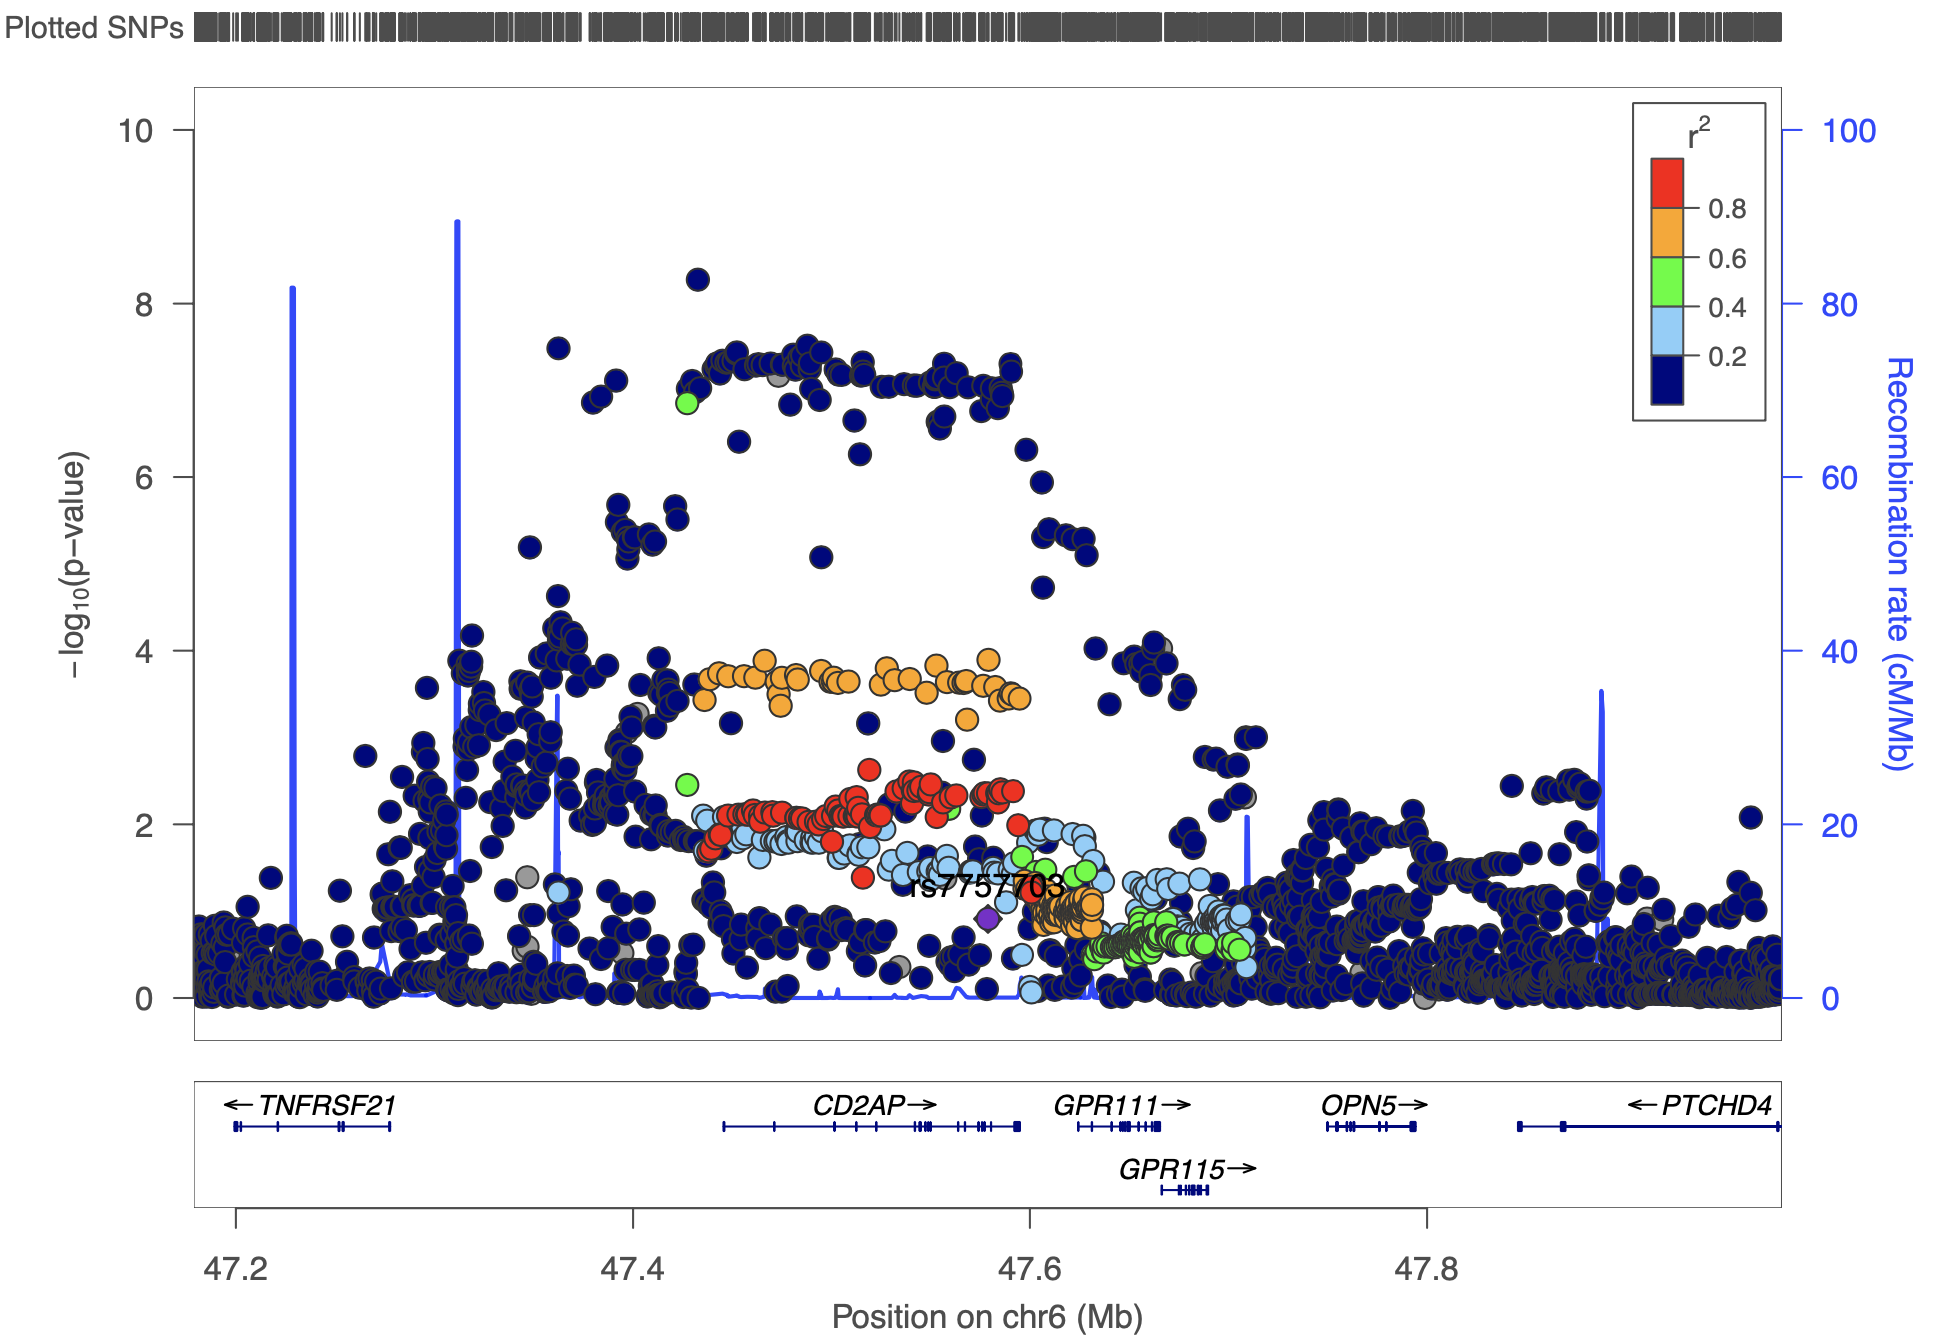 Plotted SNPs
10
8
6
4
2
0
− log₁₀(p−value)
100
80
60
40
20
0
Recombination rate (cM/Mb)
r²
0.8
0.6
0.4
0.2
rs7757703
←TNFRSF21
CD2AP→
GPR111→
OPN5→
←PTCHD4
GPR115→
47.2
47.4
47.6
47.8
Position on chr6 (Mb)